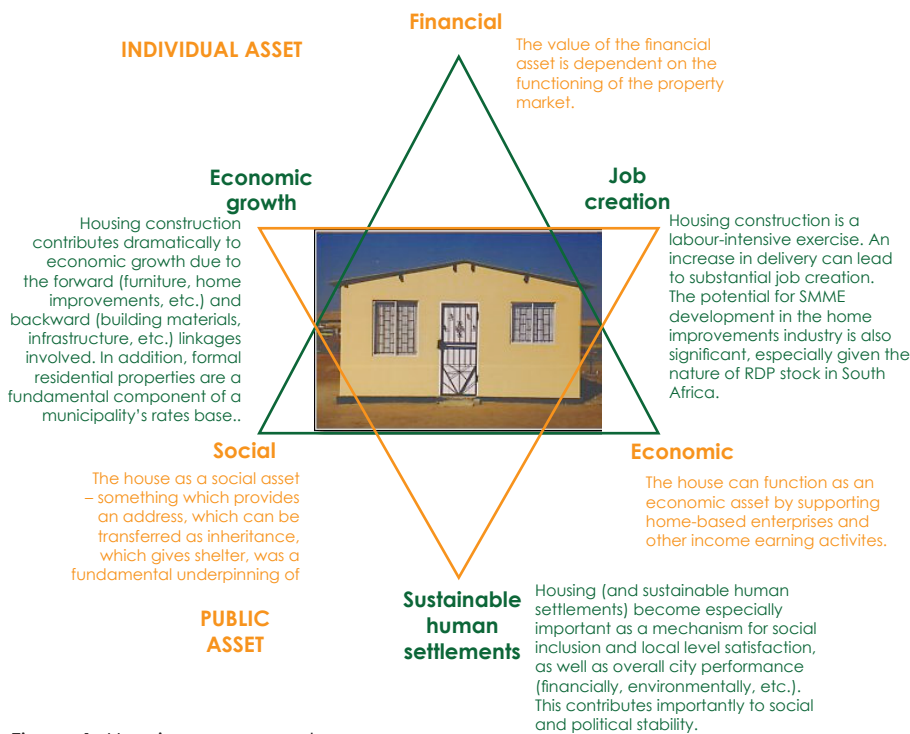 Financial
INDIVIDUAL ASSET
The value of the financial
asset is dependent on the
functioning of the property
market.
Economic
growth
Housing construction
contributes dramatically to
economic growth due to
the forward (furniture, home
improvements, etc.) and
backward (building materials,
infrastructure, etc.) linkages
involved. In addition, formal
residential properties are a
fundamental component of a
municipality's rates base..
Job
creation
Housing construction is a
labour-intensive exercise. An
increase in delivery can lead
to substantial job creation.
The potential for SMME
development in the home
improvements industry is also
significant, especially given the
nature of RDP stock in South
Africa.
Social
The house as a social asset
– something which provides
an address, which can be
transferred as inheritance,
which gives shelter, was a
fundamental underpinning of
Economic
The house can function as an
economic asset by supporting
home-based enterprises and
other income earning activites.
PUBLIC
ASSET
Sustainable
human
settlements
Housing (and sustainable human
settlements) become especially
important as a mechanism for social
inclusion and local level satisfaction,
as well as overall city performance
(financially, environmentally, etc.).
This contributes importantly to social
and political stability.